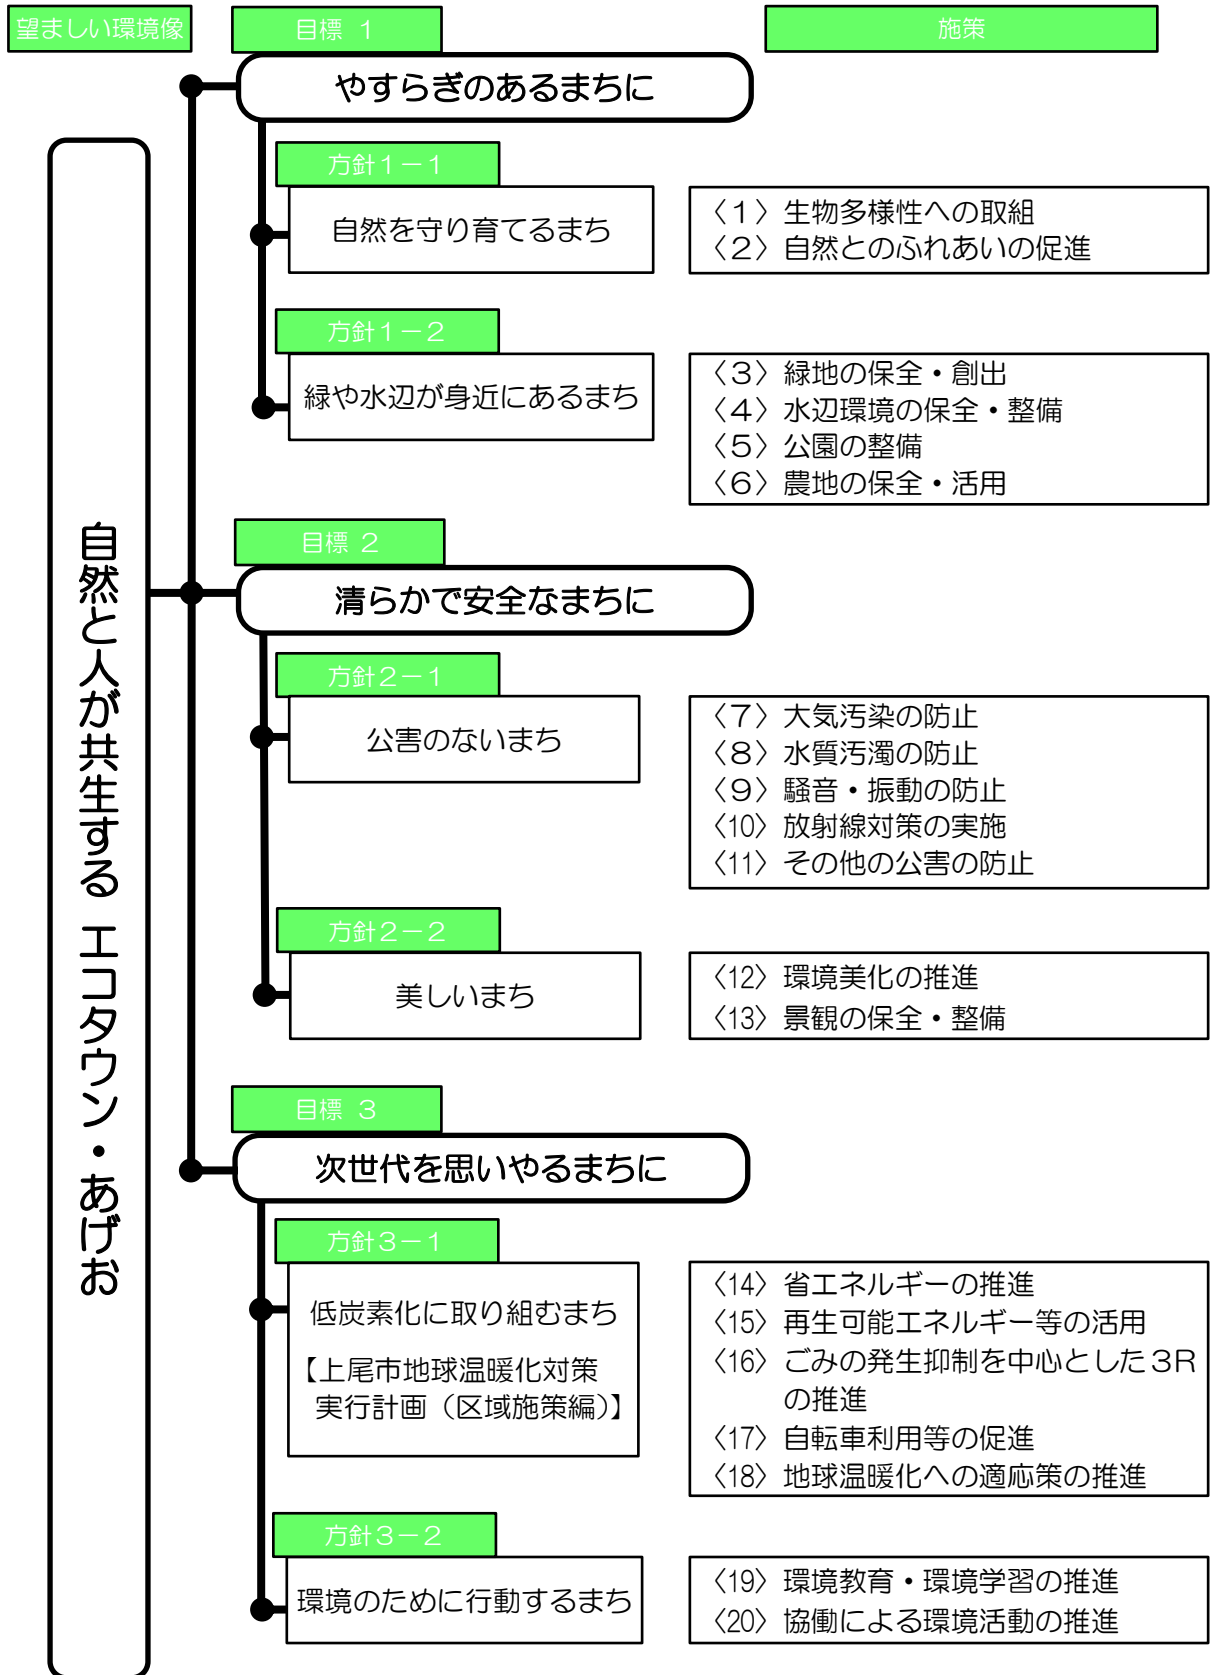 望ましい環境像
目標 1
施策
自然と人が共生する エコタウン・あげお
やすらぎのあるまちに
方針1－1
自然を守り育てるまち
〈1〉生物多様性への取組
〈2〉自然とのふれあいの促進
方針1－2
緑や水辺が身近にあるまち
〈3〉緑地の保全・創出
〈4〉水辺環境の保全・整備
〈5〉公園の整備
〈6〉農地の保全・活用
目標 2
清らかで安全なまちに
方針2－1
公害のないまち
〈7〉大気汚染の防止
〈8〉水質汚濁の防止
〈9〉騒音・振動の防止
〈10〉放射線対策の実施
〈11〉その他の公害の防止
方針2－2
美しいまち
〈12〉環境美化の推進
〈13〉景観の保全・整備
目標 3
次世代を思いやるまちに
方針3－1
低炭素化に取り組むまち
【上尾市地球温暖化対策
実行計画（区域施策編）】
〈14〉省エネルギーの推進
〈15〉再生可能エネルギー等の活用
〈16〉ごみの発生抑制を中心とした3R
の推進
〈17〉自転車利用等の促進
〈18〉地球温暖化への適応策の推進
方針3－2
環境のために行動するまち
〈19〉環境教育・環境学習の推進
〈20〉協働による環境活動の推進